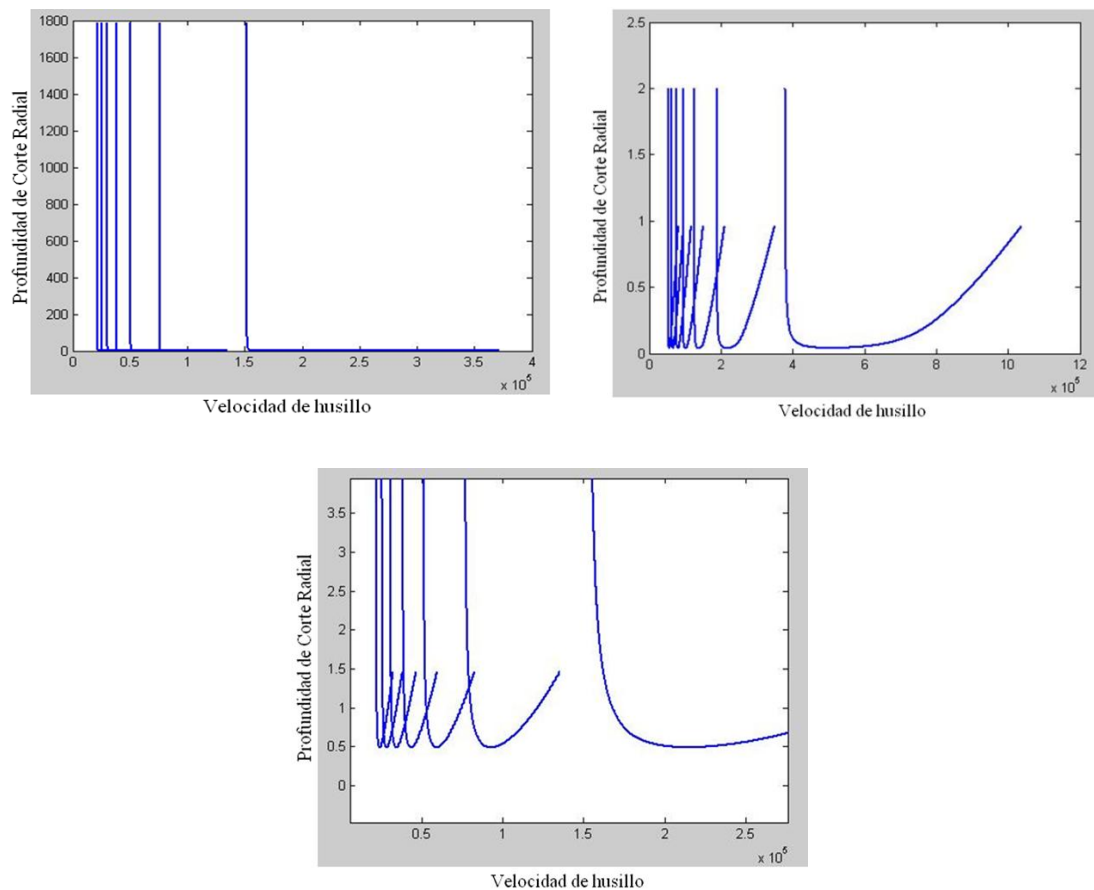 1800
1600
1400
1200
1000
800
600
400
200
0
Profundidad de Corte Radial
0 0.5 1 1.5 2 2.5 3 3.5 4
x 10^5
Velocidad de husillo
2.5
2
1.5
1
0.5
0
Profundidad de Corte Radial
0 2 4 6 8 10 12
x 10^5
Velocidad de husillo
3.5
3
2.5
2
1.5
1
0.5
0
Profundidad de Corte Radial
0.5 1 1.5 2 2.5
x 10^5
Velocidad de husillo